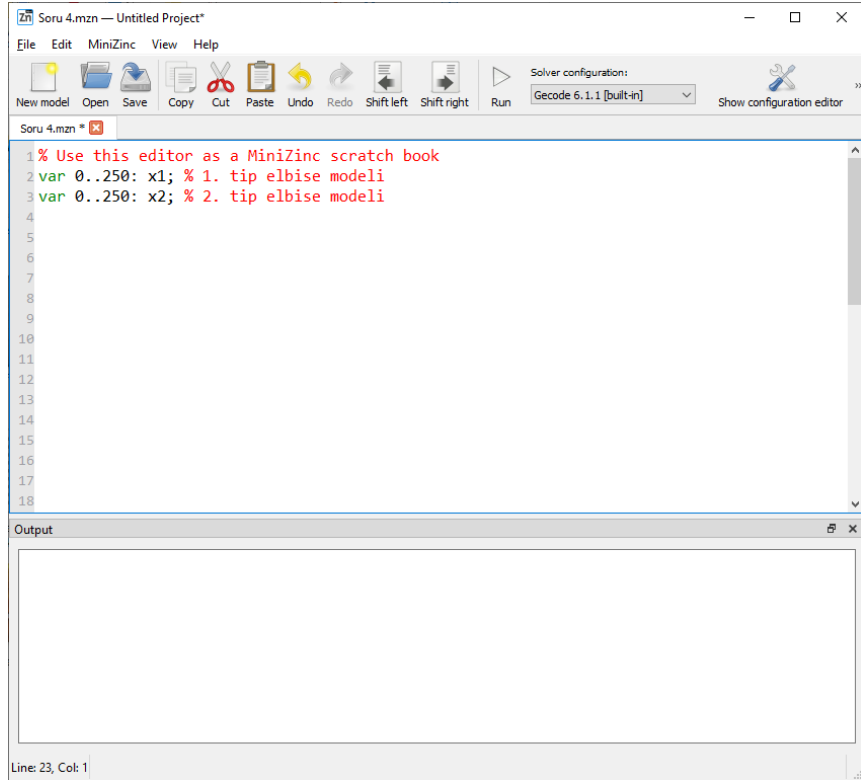 Zn Soru 4.mzn — Untitled Project*
File Edit MiniZinc View Help
Solver configuration:
Gecode 6.1.1 [built-in]
New model Open Save Copy Cut Paste Undo Redo Shift left Shift right Run Show configuration editor »
Soru 4.mzn *
1 % Use this editor as a MiniZinc scratch book
2 var 0..250: x1; % 1. tip elbise modeli
3 var 0..250: x2; % 2. tip elbise modeli
4
5
6
7
8
9
10
11
12
13
14
15
16
17
18
Output
Line: 23, Col: 1